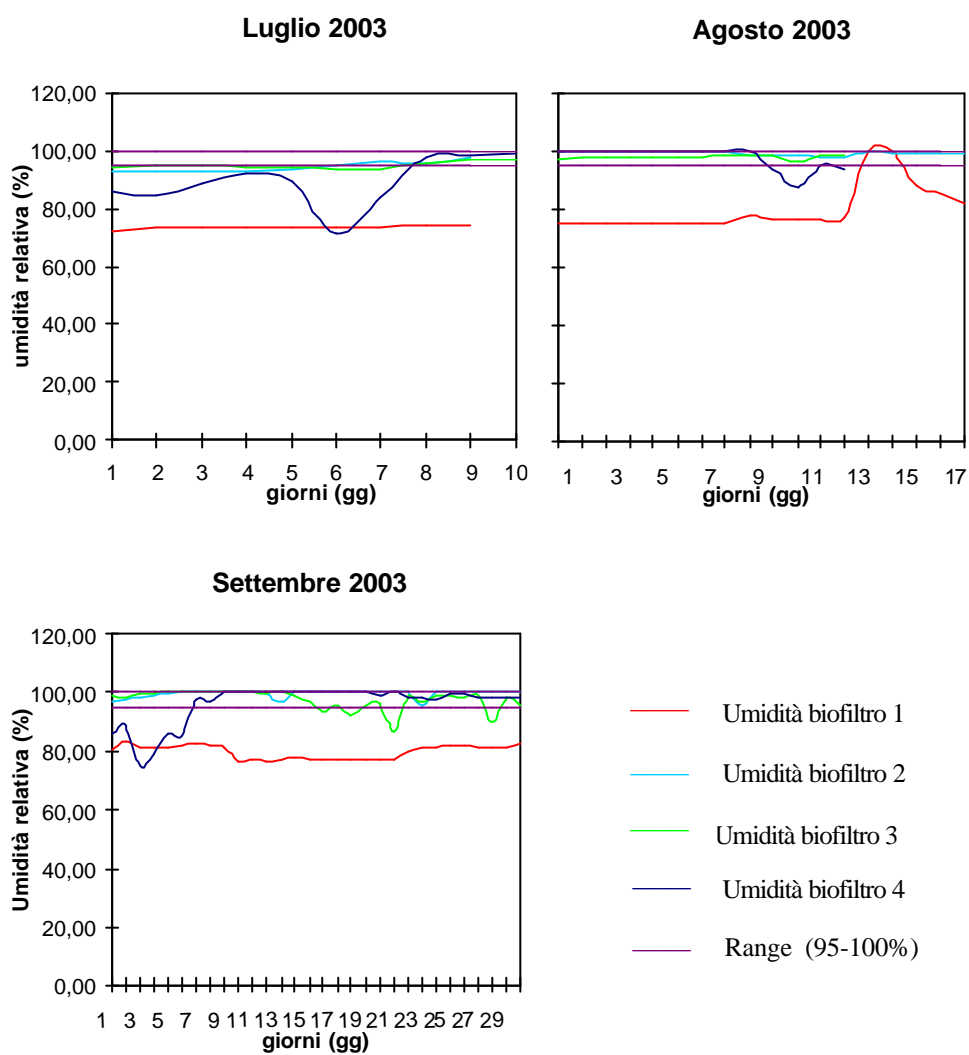 Luglio 2003
Agosto 2003
umidità relativa (%)
120,00
100,00
80,00
60,00
40,00
20,00
0,00
1 2 3 4 5 6 7 8 9 10
giorni (gg)
1 3 5 7 9 11 13 15 17
giorni (gg)
Settembre 2003
Umidità relativa (%)
120,00
100,00
80,00
60,00
40,00
20,00
0,00
1 3 5 7 9 11 13 15 17 19 21 23 25 27 29
giorni (gg)
Umidità biofiltro 1
Umidità biofiltro 2
Umidità biofiltro 3
Umidità biofiltro 4
Range (95-100%)